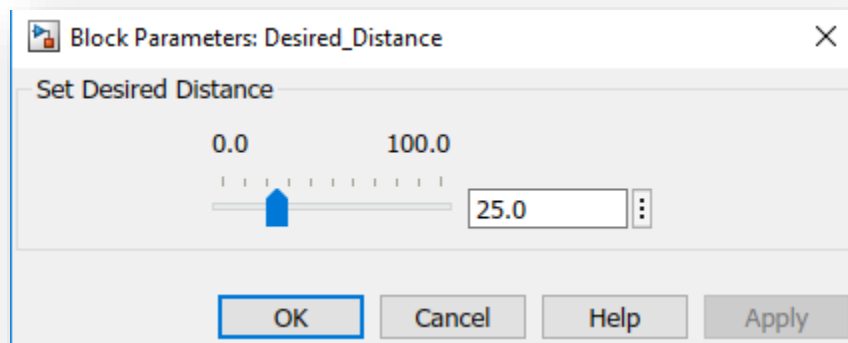 Block Parameters: Desired_Distance
Set Desired Distance
0.0 100.0
25.0
OK Cancel Help Apply